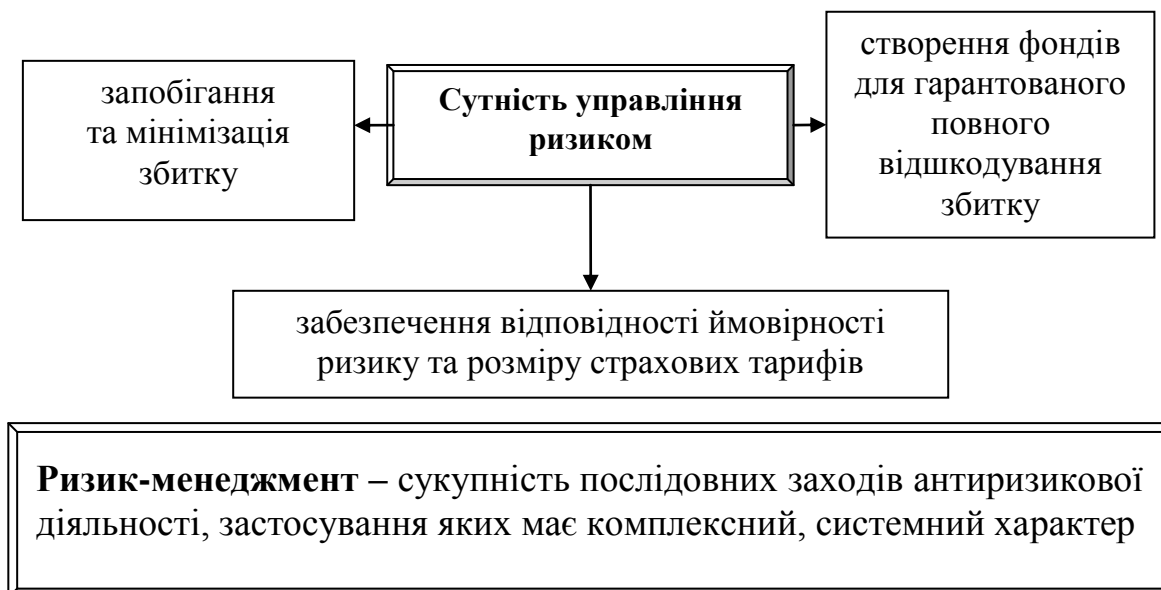 запобігання
та мінімізація
збитку
Сутність управління
ризиком
створення фондів
для гарантованого
повного
відшкодування
збитку
забезпечення відповідності ймовірності
ризику та розміру страхових тарифів
Ризик-менеджмент – сукупність послідовних заходів антиризикової
діяльності, застосування яких має комплексний, системний характер